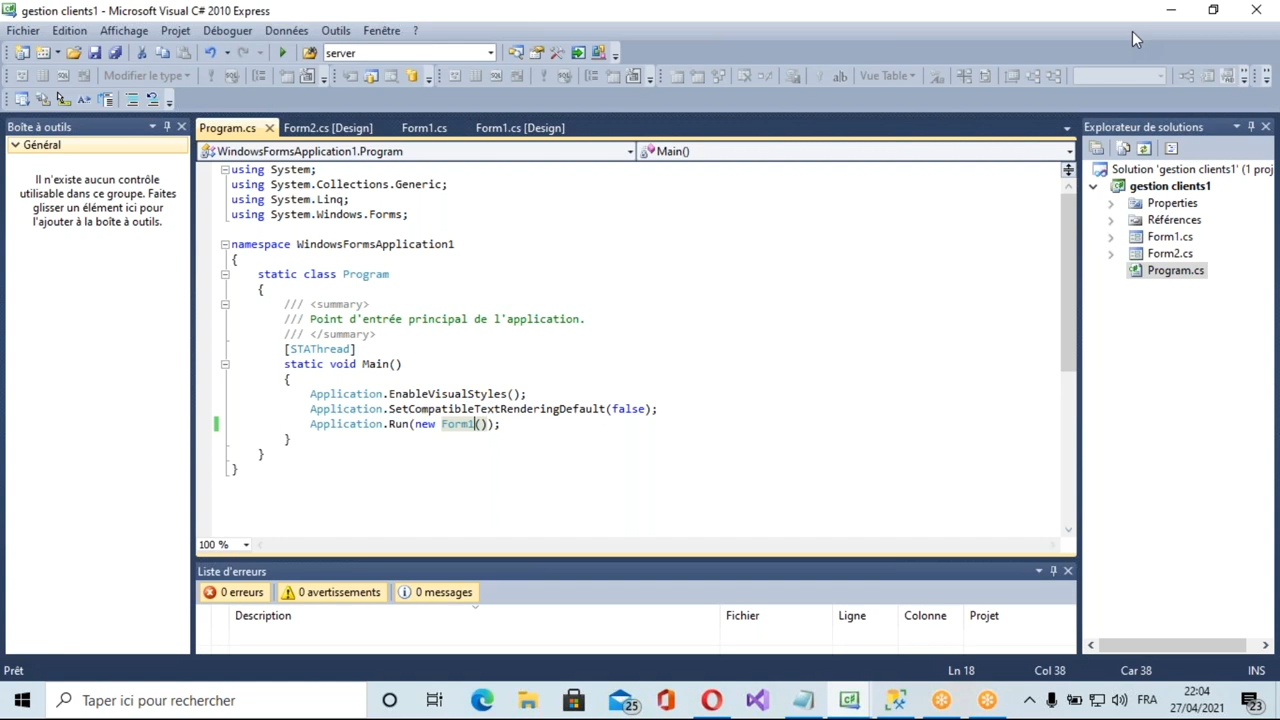 gestion clients1 - Microsoft Visual C# 2010 Express
Fichier Edition Affichage Projet Déboguer Données Outils Fenêtre ?
server
Modifier le type ab Vue Table
Boîte à outils
Général
Il n'existe aucun contrôle
utilisable dans ce groupe. Faites
glisser un élément ici pour
l'ajouter à la boîte à outils.
Program.cs Form2.cs [Design] Form1.cs Form1.cs [Design]
WindowsFormsApplication1.Program Main()
using System;
using System.Collections.Generic;
using System.Linq;
using System.Windows.Forms;
namespace WindowsFormsApplication1
{
static class Program
{
/// <summary>
/// Point d'entrée principal de l'application.
/// </summary>
[STAThread]
static void Main()
{
Application.EnableVisualStyles();
Application.SetCompatibleTextRenderingDefault(false);
Application.Run(new Form1());
}
}
}
100 %
Explorateur de solutions
Solution 'gestion clients1' (1 proj
gestion clients1
Properties
Références
Form1.cs
Form2.cs
Program.cs
Liste d'erreurs
0 erreurs 0 avertissements 0 messages
Description Fichier Ligne Colonne Projet
Prêt Ln 18 Col 38 Car 38 INS
Taper ici pour rechercher
25
FRA
22:04
27/04/2021
23